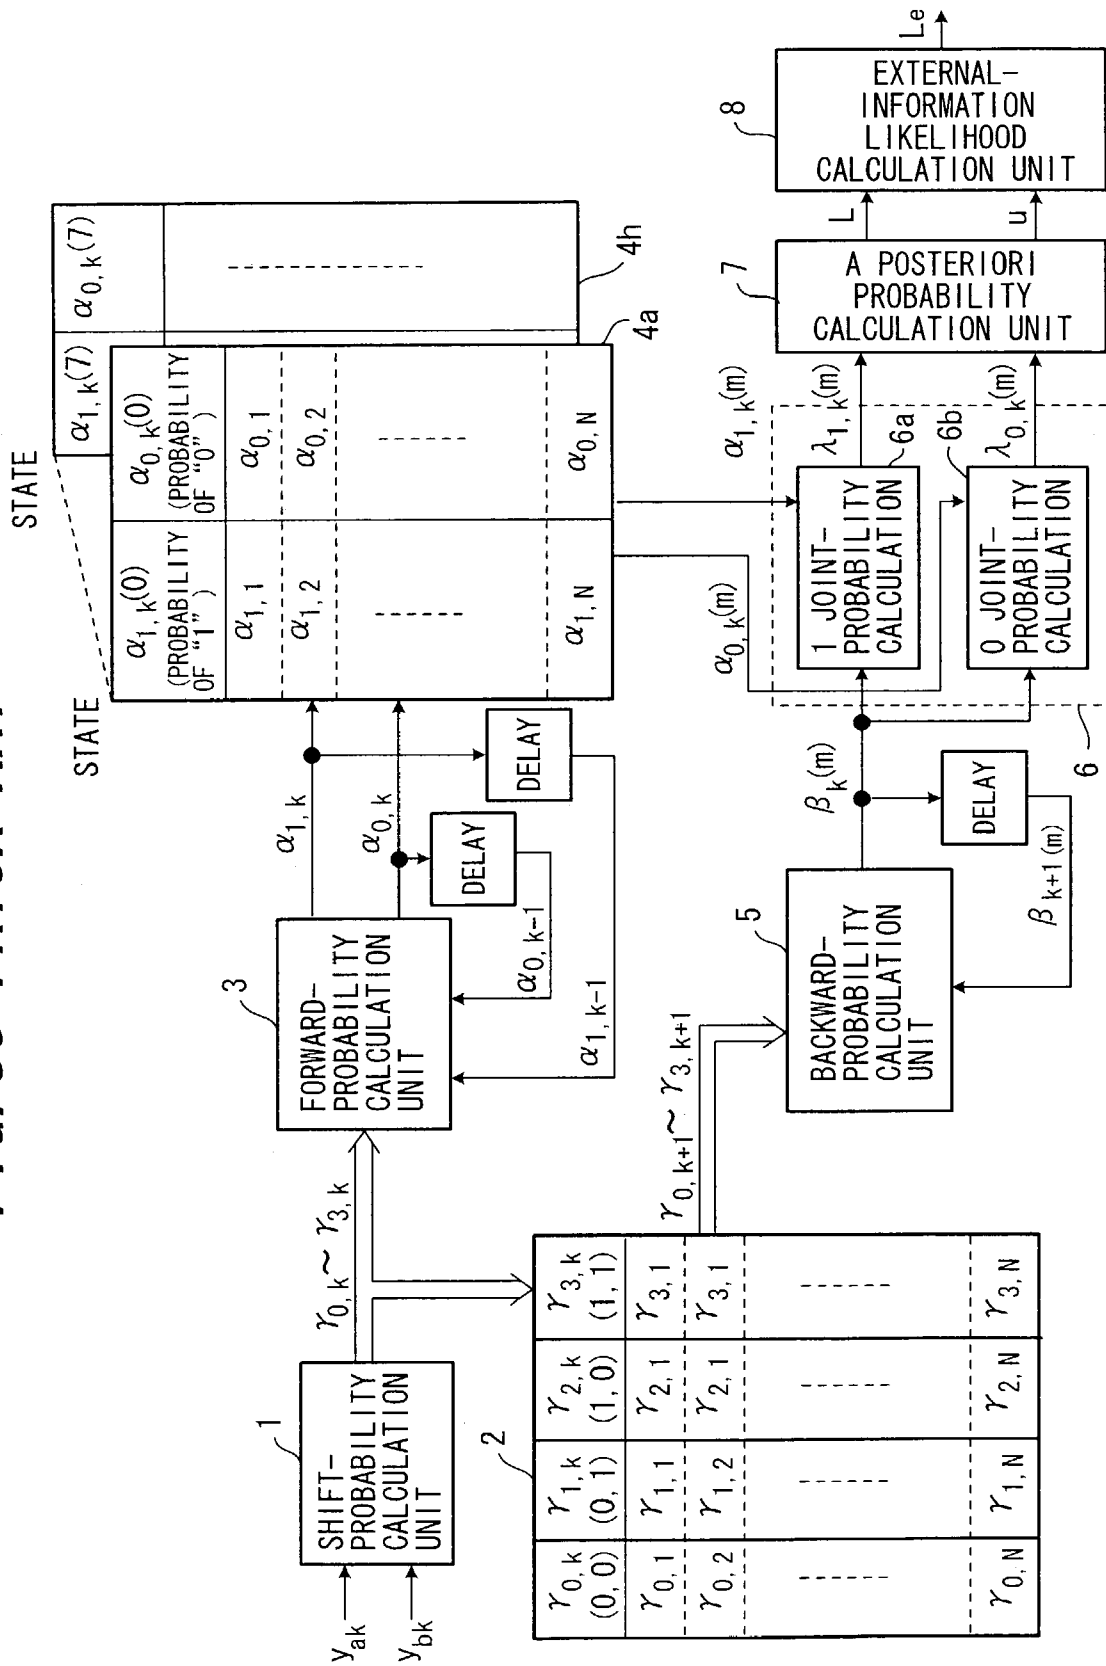 STATE
STATE
y_ak
y_bk
1
SHIFT-
PROBABILITY
CALCULATION
UNIT
γ_0,k ~ γ_3,k
3
FORWARD-
PROBABILITY
CALCULATION
UNIT
α_1,k
α_0,k
DELAY
DELAY
α_0,k-1
α_1,k-1
α_1,k(7)
α_0,k(7)
4h
α_1,k(0)
(PROBABILITY
OF "1")
α_0,k(0)
(PROBABILITY
OF "0")
α_1,1
α_0,1
α_1,2
α_0,2
α_1,N
α_0,N
4a
2
γ_0,k
(0,0)
γ_1,k
(0,1)
γ_2,k
(1,0)
γ_3,k
(1,1)
γ_0,1
γ_1,1
γ_2,1
γ_3,1
γ_0,2
γ_1,2
γ_2,1
γ_3,1
γ_0,N
γ_1,N
γ_2,N
γ_3,N
γ_0,k+1 ~ γ_3,k+1
5
BACKWARD-
PROBABILITY
CALCULATION
UNIT
β_k(m)
DELAY
β_k+1(m)
α_0,k(m)
α_1,k(m)
6
1 JOINT-
PROBABILITY
CALCULATION
6a
λ_1,k(m)
0 JOINT-
PROBABILITY
CALCULATION
6b
λ_0,k(m)
7
A POSTERIORI
PROBABILITY
CALCULATION UNIT
L
u
8
EXTERNAL-
INFORMATION
LIKELIHOOD
CALCULATION UNIT
Le